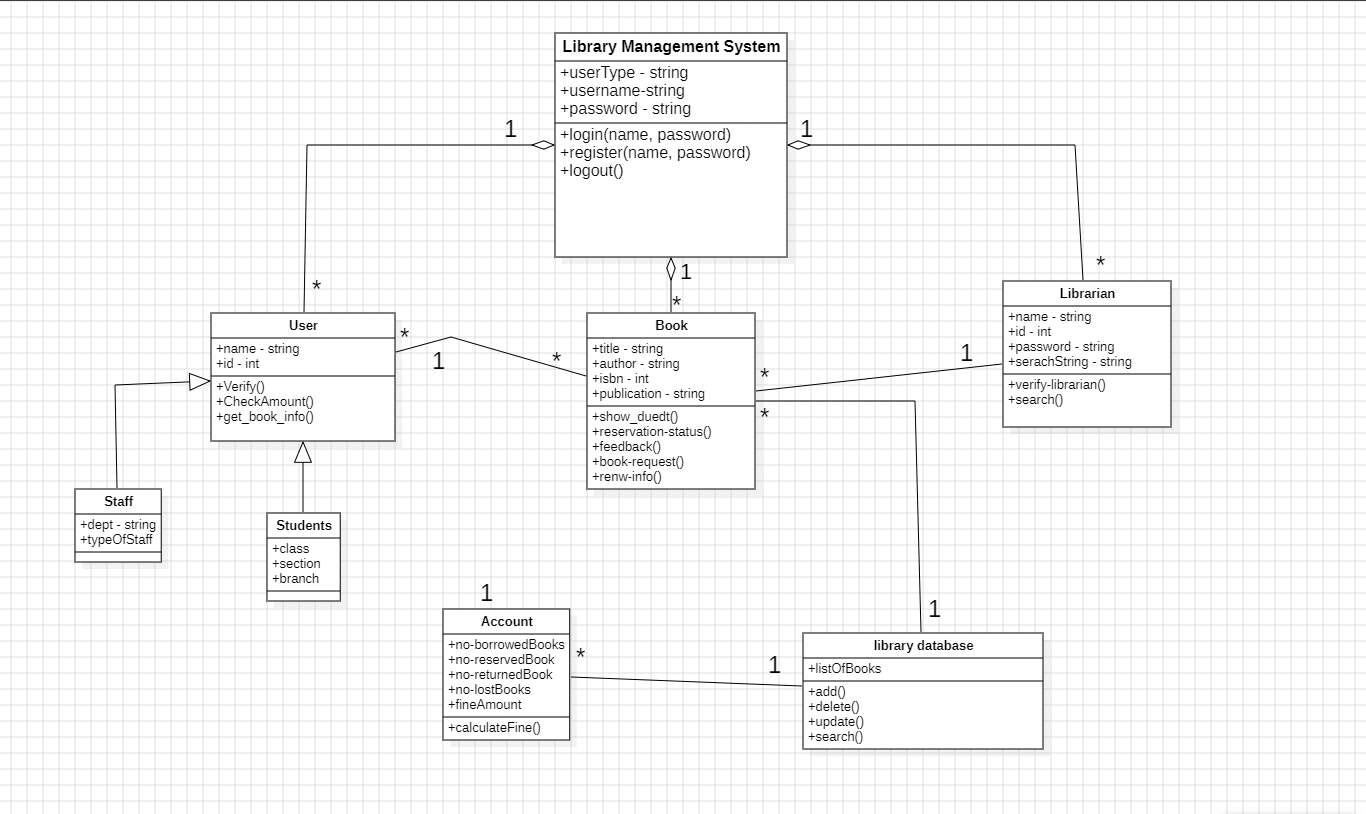 Library Management System
+userType - string
+username-string
+password - string
+login(name, password)
+register(name, password)
+logout()
1
1
1
*
*
*
User
+name - string
+id - int
+Verify()
+CheckAmount()
+get_book_info()
*
1
*
Book
+title - string
+author - string
+isbn - int
+publication - string
+show_duedt()
+reservation-status()
+feedback()
+book-request()
+renw-info()
*
*
1
Librarian
+name - string
+id - int
+password - string
+serachString - string
+verify-librarian()
+search()
Staff
+dept - string
+typeOfStaff
Students
+class
+section
+branch
1
Account
+no-borrowedBooks
+no-reservedBook
+no-returnedBook
+no-lostBooks
+fineAmount
+calculateFine()
*
1
1
library database
+listOfBooks
+add()
+delete()
+update()
+search()